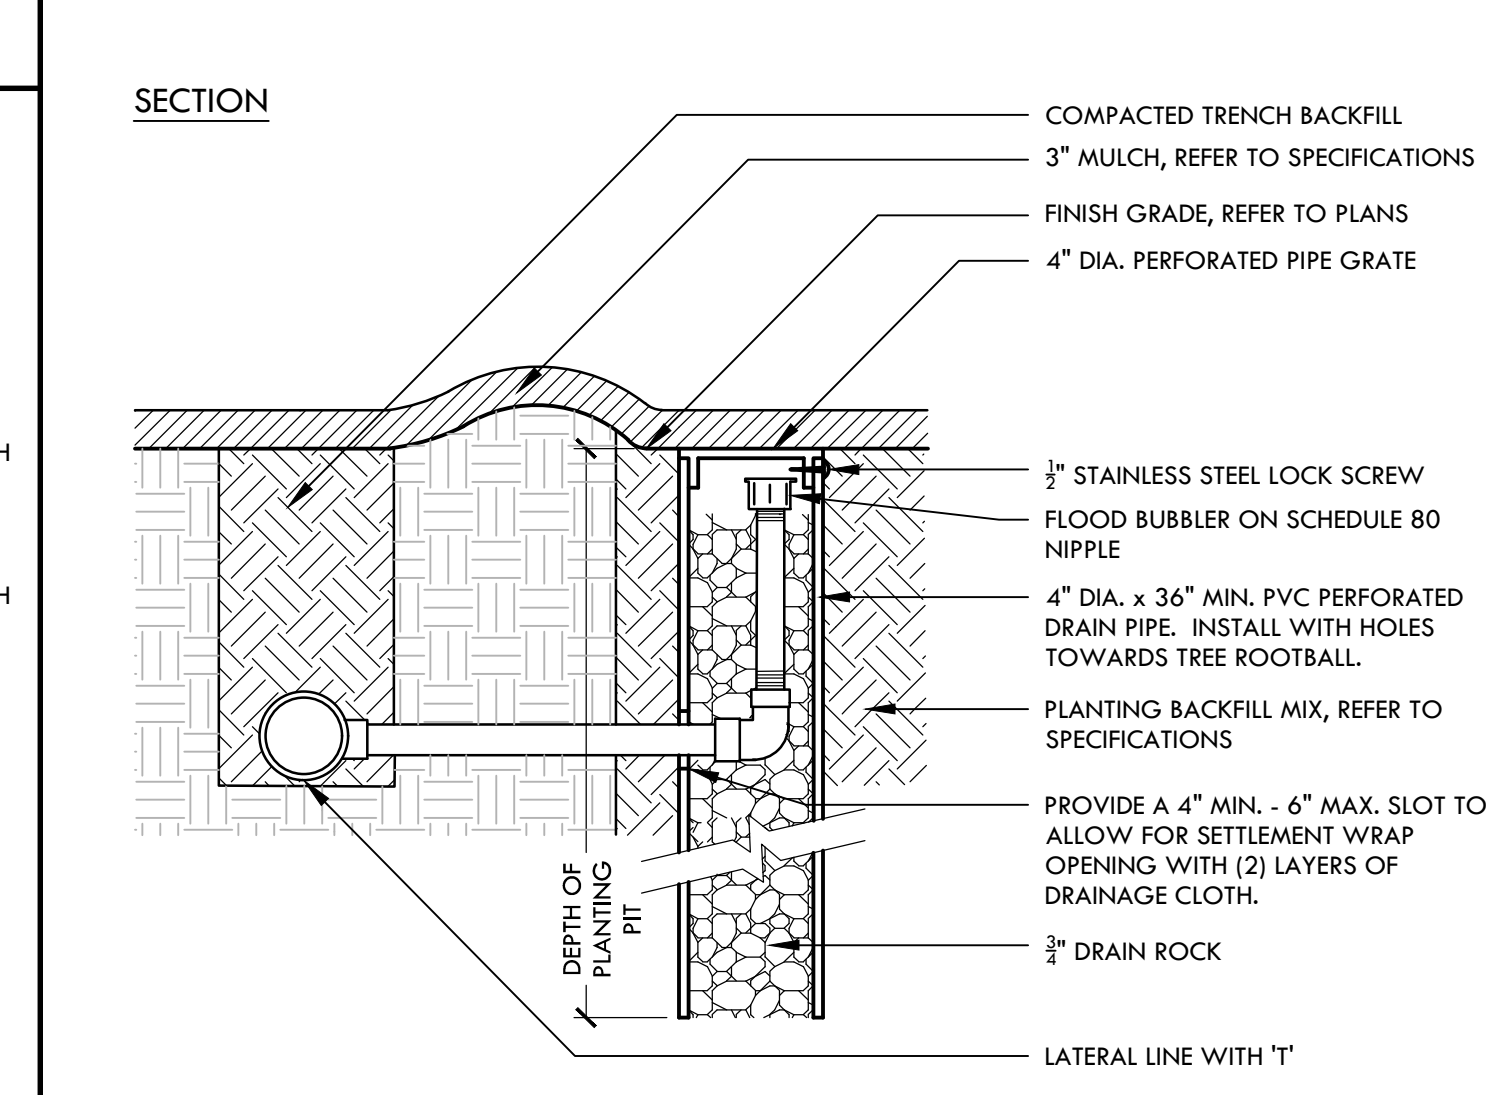 SECTION
COMPACTED TRENCH BACKFILL
3" MULCH, REFER TO SPECIFICATIONS
FINISH GRADE, REFER TO PLANS
4" DIA. PERFORATED PIPE GRATE
H
½" STAINLESS STEEL LOCK SCREW
FLOOD BUBBLER ON SCHEDULE 80
NIPPLE
H
4" DIA. x 36" MIN. PVC PERFORATED
DRAIN PIPE. INSTALL WITH HOLES
TOWARDS TREE ROOTBALL.
PLANTING BACKFILL MIX, REFER TO
SPECIFICATIONS
PROVIDE A 4" MIN. - 6" MAX. SLOT TO
ALLOW FOR SETTLEMENT WRAP
OPENING WITH (2) LAYERS OF
DRAINAGE CLOTH.
DEPTH OF
PLANTING
PIT
¾" DRAIN ROCK
LATERAL LINE WITH 'T'